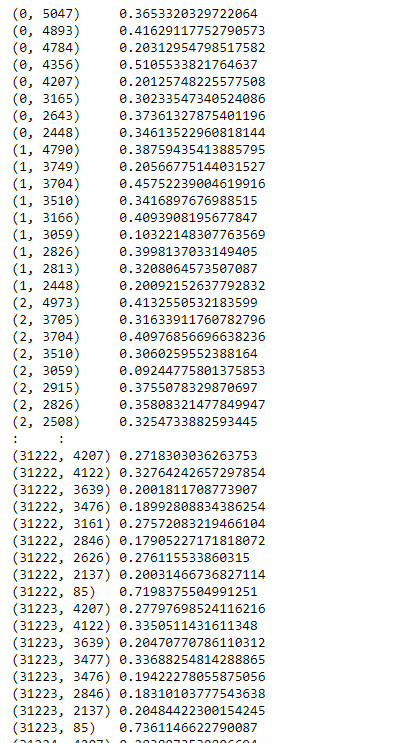 (0, 5047) 0.3653320329722064
(0, 4893) 0.41629117752790573
(0, 4784) 0.20312954798517582
(0, 4356) 0.5105533821764637
(0, 4207) 0.20125748225577508
(0, 3165) 0.30233547340524086
(0, 2643) 0.37361327875401196
(0, 2448) 0.34613522960818144
(1, 4790) 0.38759435413885795
(1, 3749) 0.20566775144031527
(1, 3704) 0.45752239004619916
(1, 3510) 0.3416897676988515
(1, 3166) 0.4093908195677847
(1, 3059) 0.10322148307763569
(1, 2826) 0.3998137033149405
(1, 2813) 0.3208064573507087
(1, 2448) 0.20092152637792832
(2, 4973) 0.4132550532183599
(2, 3705) 0.31633911760782796
(2, 3704) 0.40976856696638236
(2, 3510) 0.3060259552388164
(2, 3059) 0.09244775801375853
(2, 2915) 0.3755078329870697
(2, 2826) 0.35808321477849947
(2, 2508) 0.3254733882593445
: :
(31222, 4207) 0.2718303036263753
(31222, 4122) 0.32764242657297854
(31222, 3639) 0.2001811708773907
(31222, 3476) 0.18992808834386254
(31222, 3161) 0.27572083219466104
(31222, 2846) 0.17905227171818072
(31222, 2626) 0.276115533860315
(31222, 2137) 0.20031466736827114
(31222, 85) 0.7198375504991251
(31223, 4207) 0.27797698524116216
(31223, 4122) 0.3350511431611348
(31223, 3639) 0.20470770786110312
(31223, 3477) 0.33688254814288865
(31223, 3476) 0.19422278055875056
(31223, 2846) 0.18310103777543638
(31223, 2137) 0.20484422300154245
(31223, 85) 0.7361146622790087